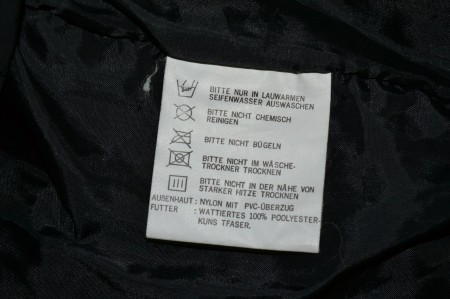 BITTE NUR IN LAUWARMEN
SEIFENWASSER AUSWASCHEN
BITTE NICHT CHEMISCH
REINIGEN
BITTE NICHT BÜGELN
BITTE NICHT IM WÄSCHE-
TROCKNER TROCKNEN
BITTE NICHT IN DER NÄHE VON
STARKER HITZE TROCKNEN
AUßENHAUT : NYLON MIT PVC-ÜBERZUG
FUTTER : WATTIERTES 100% POOLYESTER-
KUNS TFASER.